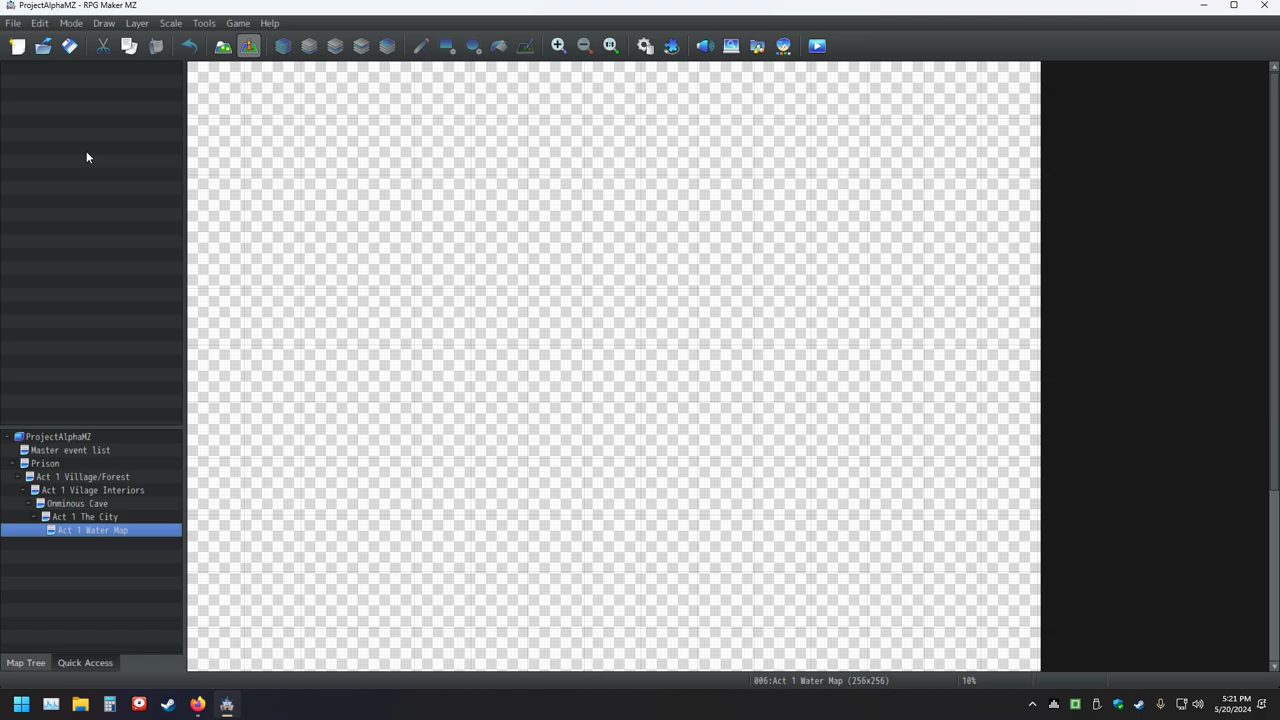 ProjectAlphaMZ - RPG Maker MZ
File Edit Mode Draw Layer Scale Tools Game Help
ProjectAlphaMZ
Master event list
Prison
Act 1 Village/Forest
Act 1 Vilage Interiors
Onminous Cave
Act 1 The City
Act 1 Water Map
Map Tree Quick Access
006:Act 1 Water Map (256x256) 10%
5:21 PM
5/20/2024